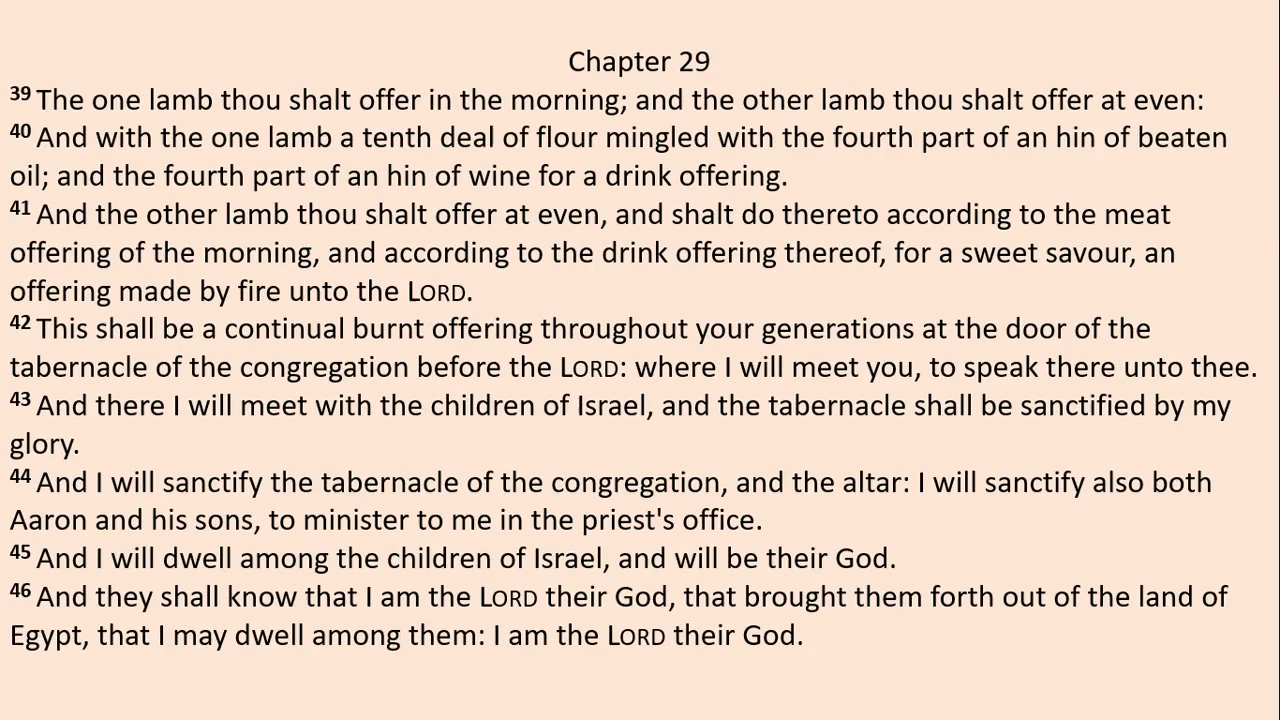 Chapter 29
39 The one lamb thou shalt offer in the morning; and the other lamb thou shalt offer at even:
40 And with the one lamb a tenth deal of flour mingled with the fourth part of an hin of beaten
oil; and the fourth part of an hin of wine for a drink offering.
41 And the other lamb thou shalt offer at even, and shalt do thereto according to the meat
offering of the morning, and according to the drink offering thereof, for a sweet savour, an
offering made by fire unto the LORD.
42 This shall be a continual burnt offering throughout your generations at the door of the
tabernacle of the congregation before the LORD: where I will meet you, to speak there unto thee.
43 And there I will meet with the children of Israel, and the tabernacle shall be sanctified by my
glory.
44 And I will sanctify the tabernacle of the congregation, and the altar: I will sanctify also both
Aaron and his sons, to minister to me in the priest's office.
45 And I will dwell among the children of Israel, and will be their God.
46 And they shall know that I am the LORD their God, that brought them forth out of the land of
Egypt, that I may dwell among them: I am the LORD their God.